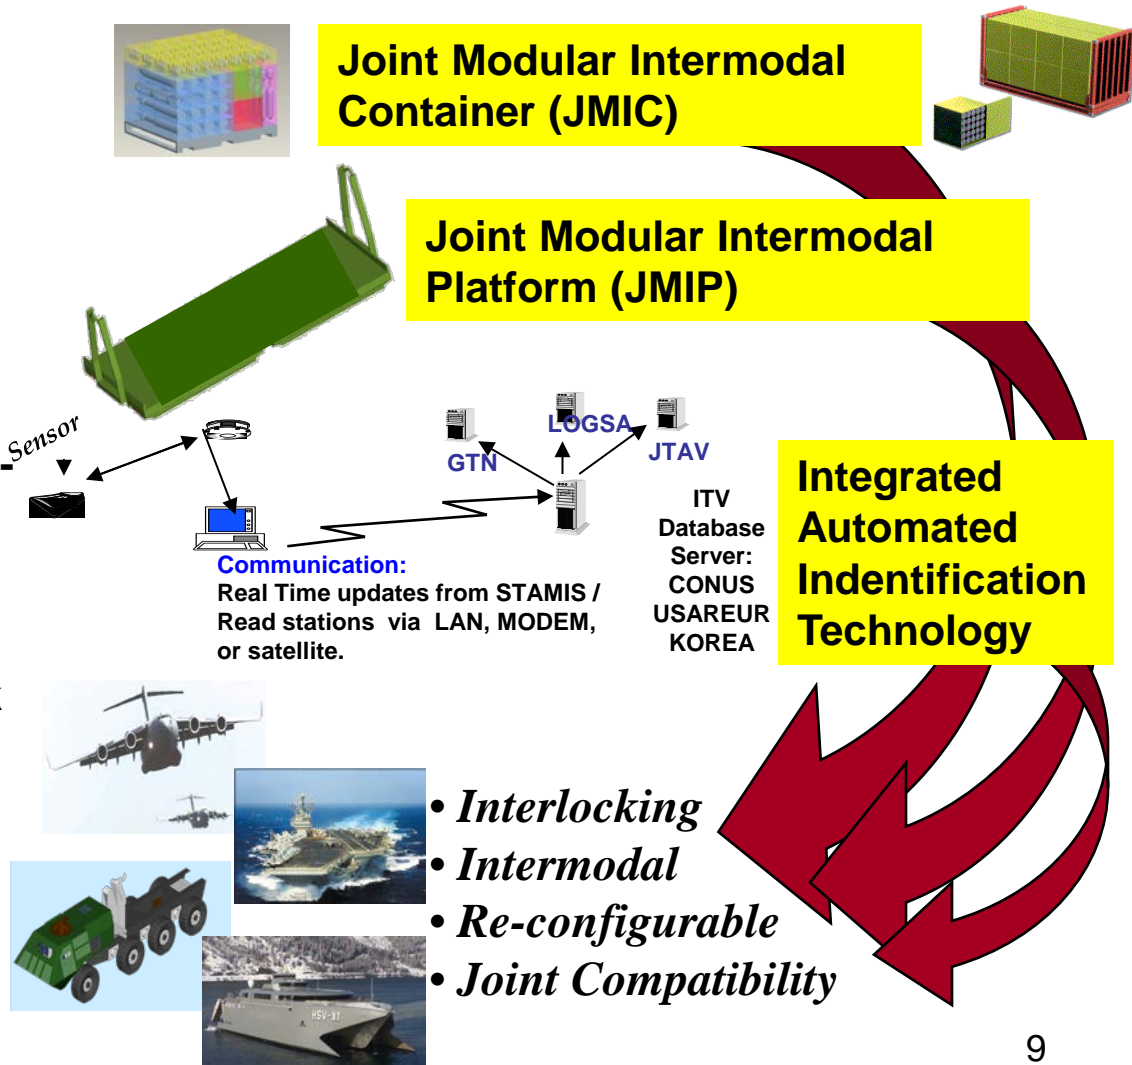 Joint Modular Intermodal
Container (JMIC)
Joint Modular Intermodal
Platform (JMIP)
Sensor
GTN
LOGSA
JTAV
ITV
Database
Server:
CONUS
USAREUR
KOREA
Communication:
Real Time updates from STAMIS /
Read stations via LAN, MODEM,
or satellite.
Integrated
Automated
Indentification
Technology
• Interlocking
• Intermodal
• Re-configurable
• Joint Compatibility
HSV-X1
9